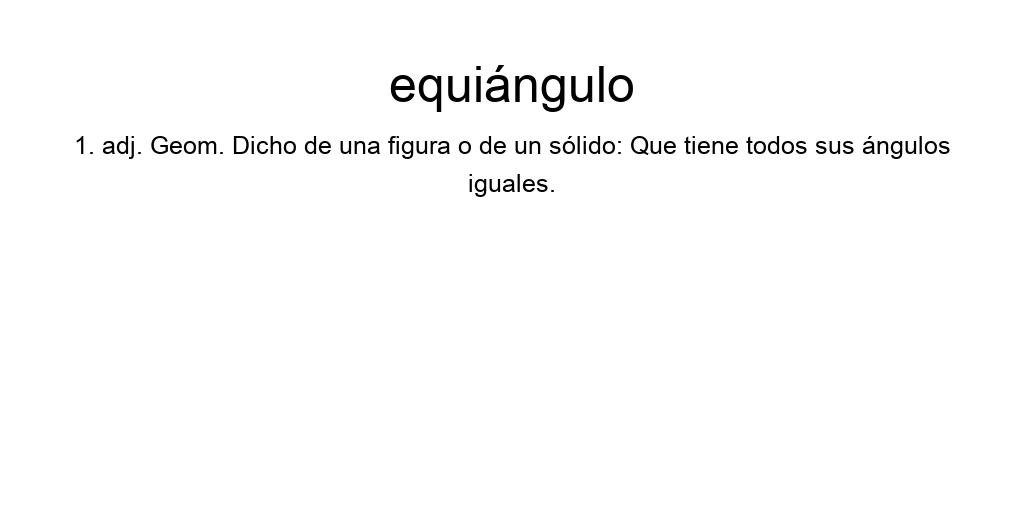 equiángulo
1. adj. Geom. Dicho de una figura o de un sólido: Que tiene todos sus ángulos
iguales.